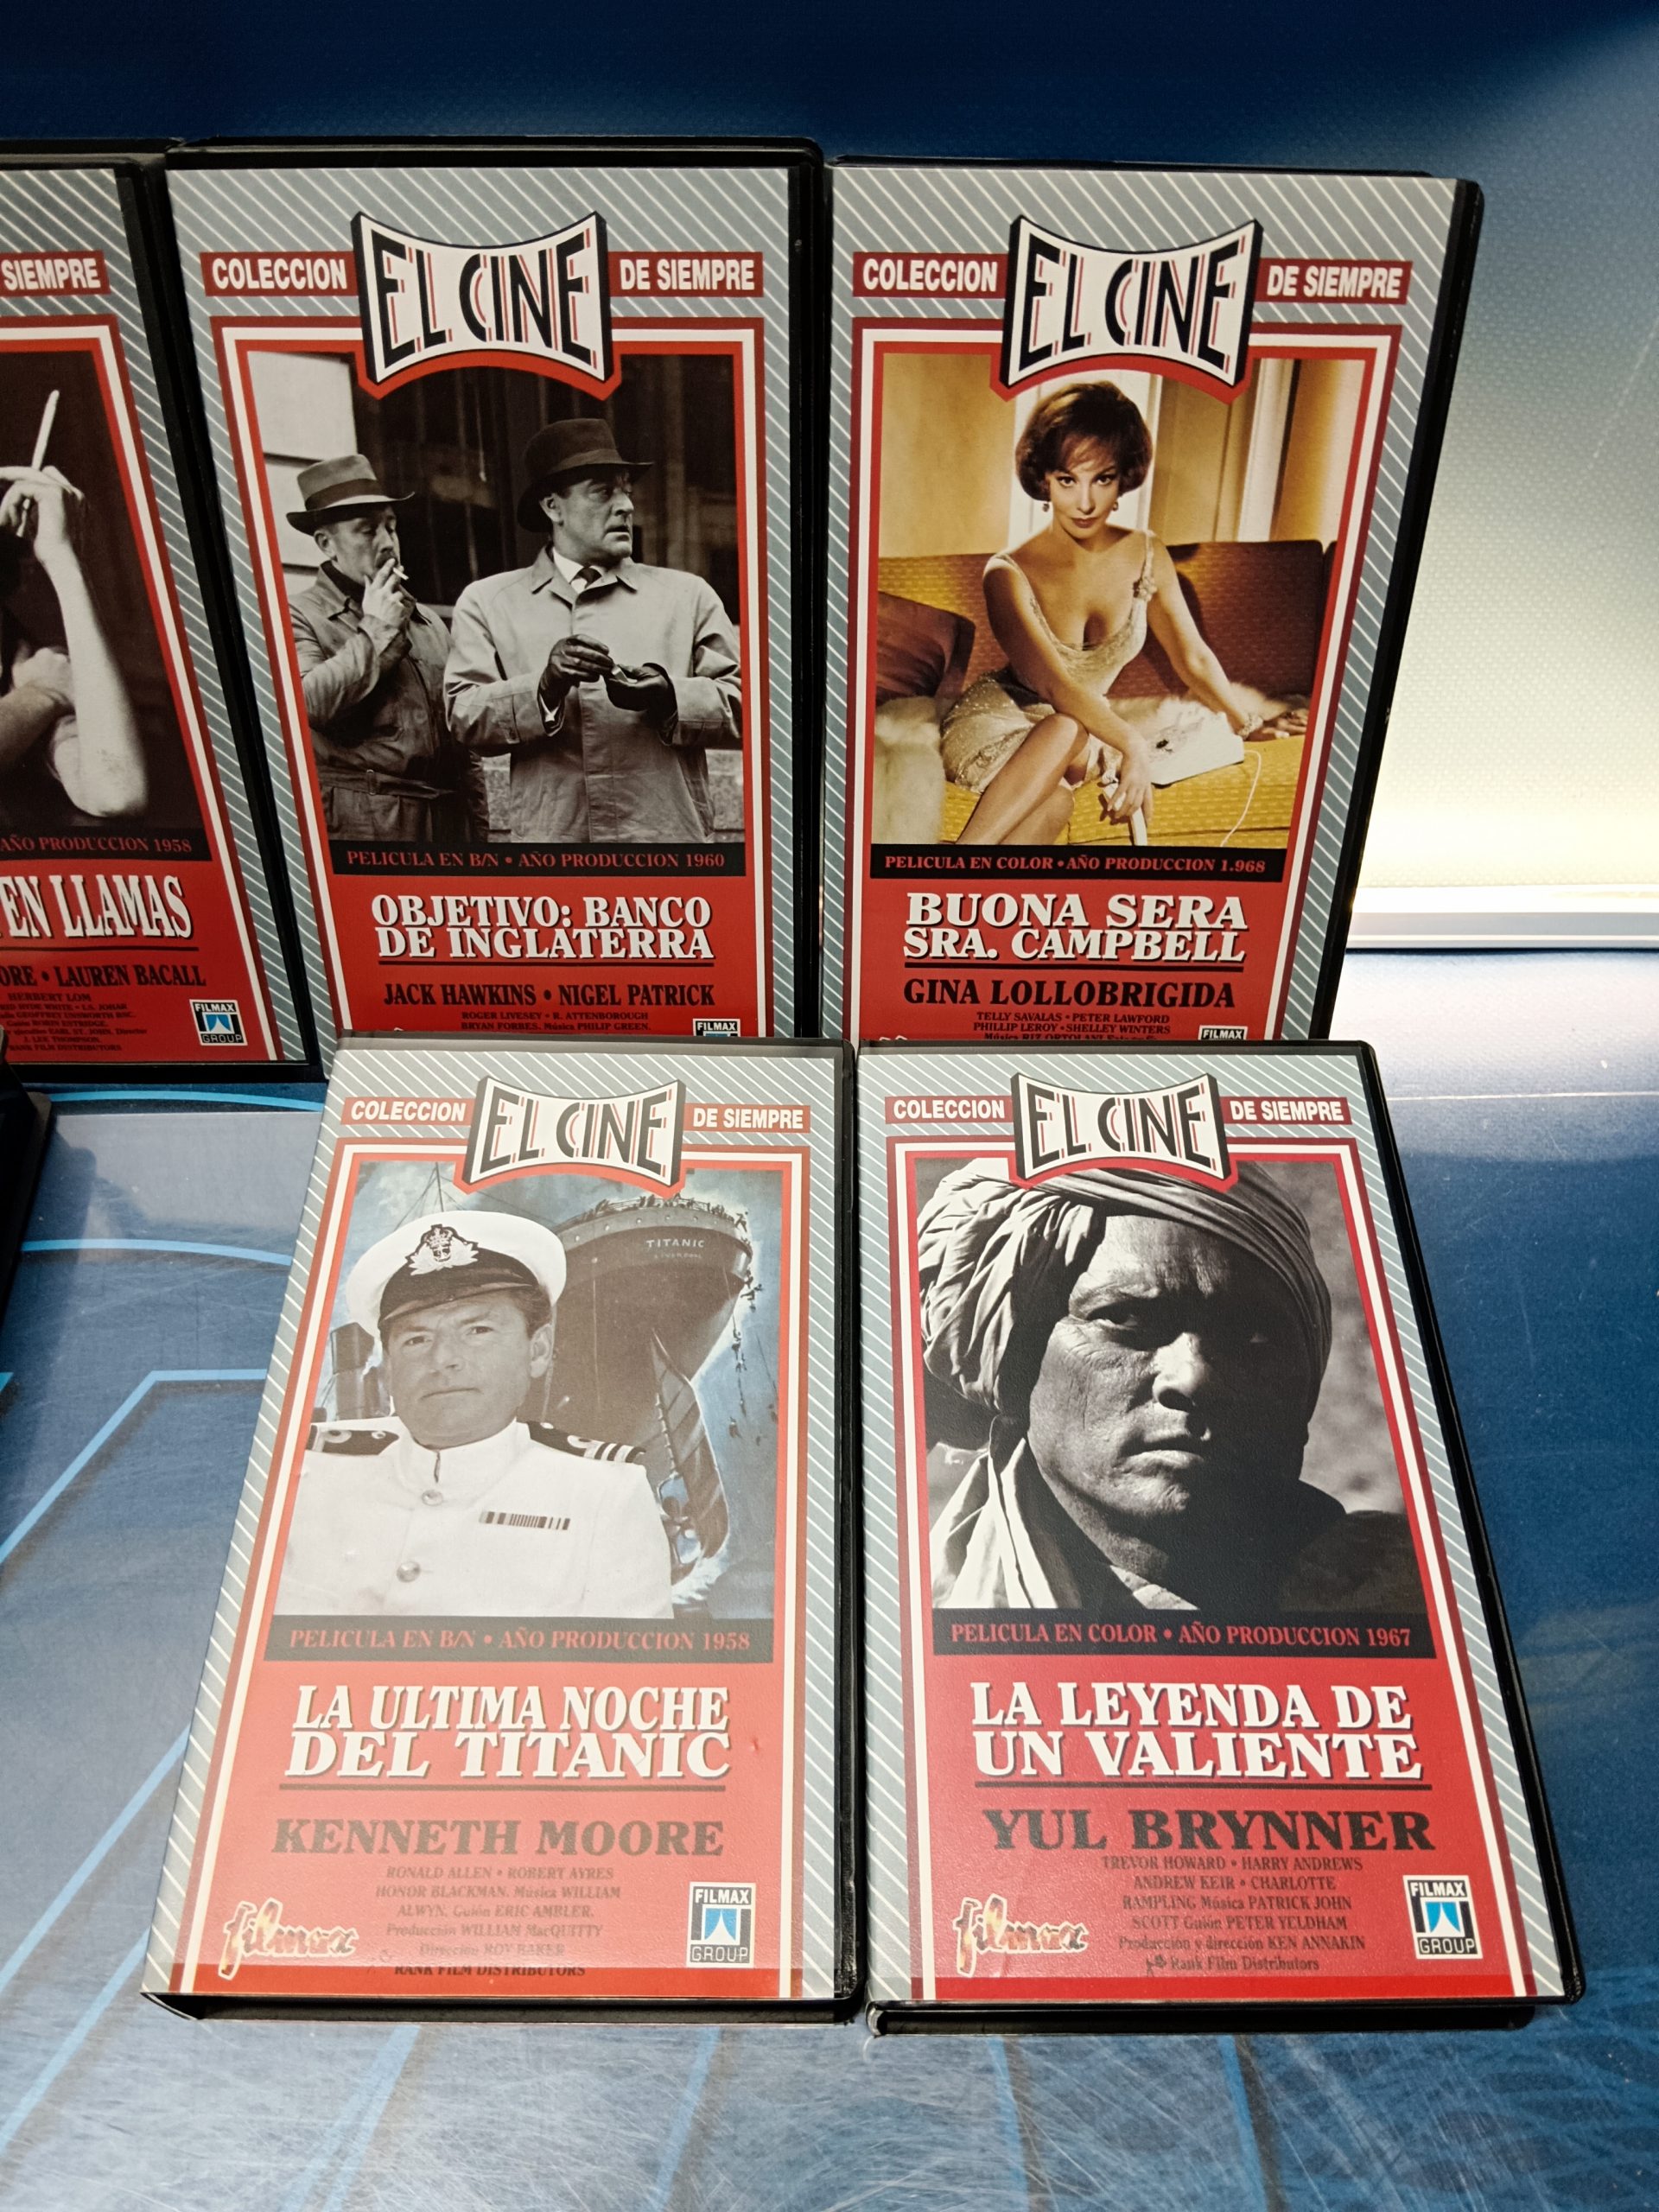 SIEMPRE
AÑO PRODUCCION 1958
EN LLAMAS
ORE • LAUREN BACALL
HERBERT LOM
FILMAX
GROUP
COLECCION EL CINE DE SIEMPRE
PELICULA EN B/N • AÑO PRODUCCION 1960
OBJETIVO: BANCO
DE INGLATERRA
JACK HAWKINS • NIGEL PATRICK
ROGER LIVESEY • R. ATTENBOROUGH
BRYAN FORBES. Música PHILIP GREEN.
FILMAX
COLECCION EL CINE DE SIEMPRE
PELICULA EN COLOR • AÑO PRODUCCION 1.968
BUONA SERA
SRA. CAMPBELL
GINA LOLLOBRIGIDA
TELLY SAVALAS • PETER LAWFORD
PHILLIP LEROY • SHELLEY WINTERS
Música RIZ ORTOLANI
FILMAX
COLECCION EL CINE DE SIEMPRE
TITANIC
PELICULA EN B/N • AÑO PRODUCCION 1958
LA ULTIMA NOCHE
DEL TITANIC
KENNETH MOORE
RONALD ALLEN • ROBERT AYRES
HONOR BLACKMAN. Música WILLIAM
ALWYN. Guión ERIC AMBLER.
Producción WILLIAM MacQUITTY
Dirección ROY BAKER
RANK FILM DISTRIBUTORS
filmax
FILMAX
GROUP
COLECCION EL CINE DE SIEMPRE
PELICULA EN COLOR • AÑO PRODUCCION 1967
LA LEYENDA DE
UN VALIENTE
YUL BRYNNER
TREVOR HOWARD • HARRY ANDREWS
ANDREW KEIR • CHARLOTTE
RAMPLING Música PATRICK JOHN
SCOTT Guión PETER YELDHAM
Producción y dirección KEN ANNAKIN
Rank Film Distributors
filmax
FILMAX
GROUP